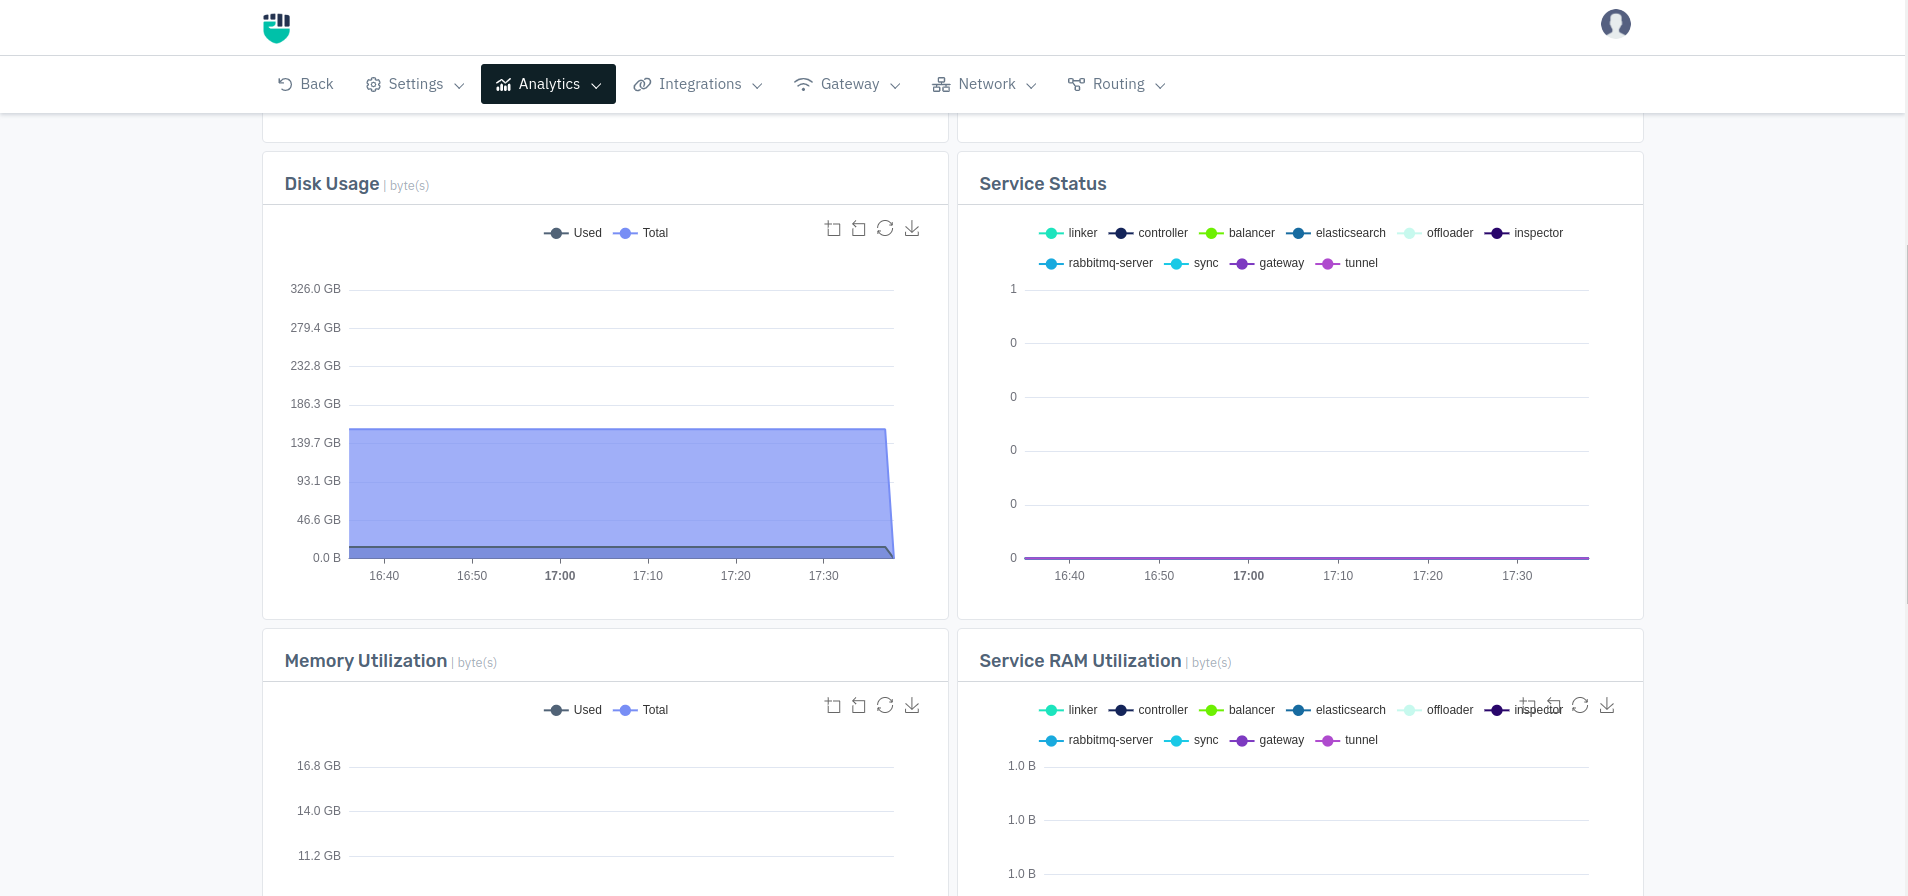 Back Settings Analytics Integrations Gateway Network Routing
Disk Usage | byte(s)
Used Total
326.0 GB
279.4 GB
232.8 GB
186.3 GB
139.7 GB
93.1 GB
46.6 GB
0.0 B
16:40 16:50 17:00 17:10 17:20 17:30
Service Status
linker controller balancer elasticsearch offloader inspector
rabbitmq-server sync gateway tunnel
1
0
0
0
0
0
16:40 16:50 17:00 17:10 17:20 17:30
Memory Utilization | byte(s)
Used Total
16.8 GB
14.0 GB
11.2 GB
Service RAM Utilization | byte(s)
linker controller balancer elasticsearch offloader inspector
rabbitmq-server sync gateway tunnel
1.0 B
1.0 B
1.0 B